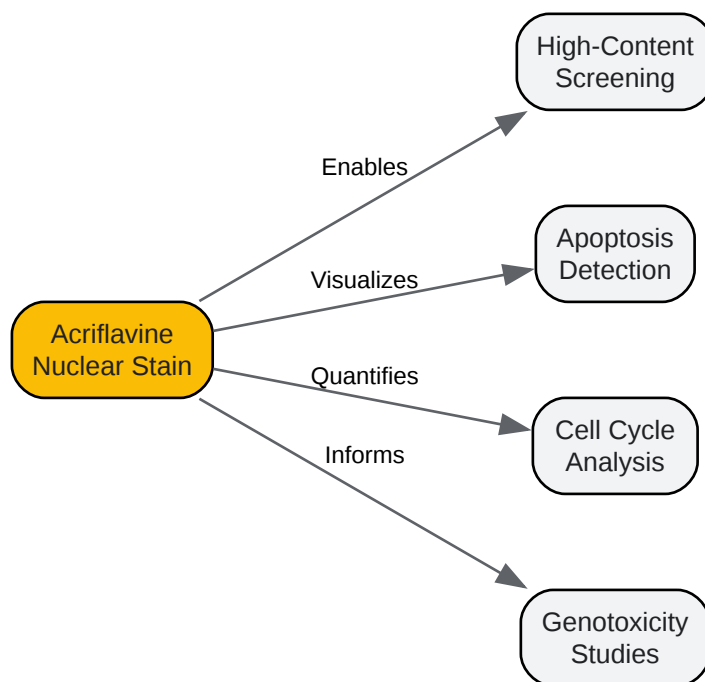 High-Content
Screening
Enables
Apoptosis
Detection
Visualizes
Acriflavine
Nuclear Stain
Quantifies
Cell Cycle
Analysis
Informs
Genotoxicity
Studies